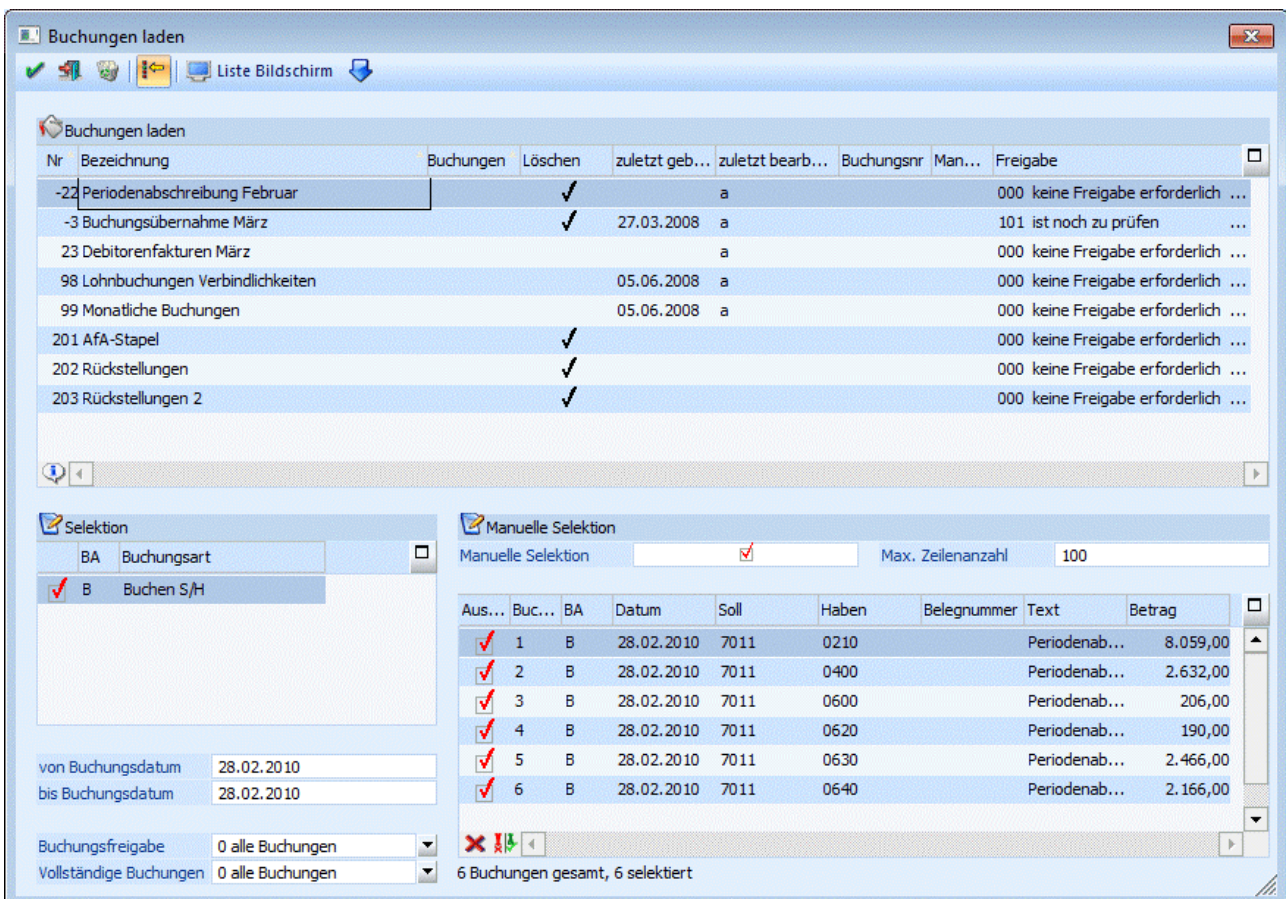 Buchungen laden
Liste Bildschirm
Buchungen laden
Nr Bezeichnung Buchungen Löschen zuletzt geb... zuletzt bearb... Buchungsnr Man... Freigabe
-22 Periodenabschreibung Februar a 000 keine Freigabe erforderlich ...
-3 Buchungsübernahme März 27.03.2008 a 101 ist noch zu prüfen ...
23 Debitorenfakturen März a 000 keine Freigabe erforderlich ...
98 Lohnbuchungen Verbindlichkeiten 05.06.2008 a 000 keine Freigabe erforderlich ...
99 Monatliche Buchungen 05.06.2008 a 000 keine Freigabe erforderlich ...
201 AfA-Stapel 000 keine Freigabe erforderlich ...
202 Rückstellungen 000 keine Freigabe erforderlich ...
203 Rückstellungen 2 000 keine Freigabe erforderlich ...
Selektion
BA Buchungsart
B Buchen S/H
von Buchungsdatum 28.02.2010
bis Buchungsdatum 28.02.2010
Buchungsfreigabe 0 alle Buchungen
Vollständige Buchungen 0 alle Buchungen
Manuelle Selektion
Manuelle Selektion Max. Zeilenanzahl 100
Aus... Buc... BA Datum Soll Haben Belegnummer Text Betrag
1 B 28.02.2010 7011 0210 Periodenab... 8.059,00
2 B 28.02.2010 7011 0400 Periodenab... 2.632,00
3 B 28.02.2010 7011 0600 Periodenab... 206,00
4 B 28.02.2010 7011 0620 Periodenab... 190,00
5 B 28.02.2010 7011 0630 Periodenab... 2.466,00
6 B 28.02.2010 7011 0640 Periodenab... 2.166,00
6 Buchungen gesamt, 6 selektiert